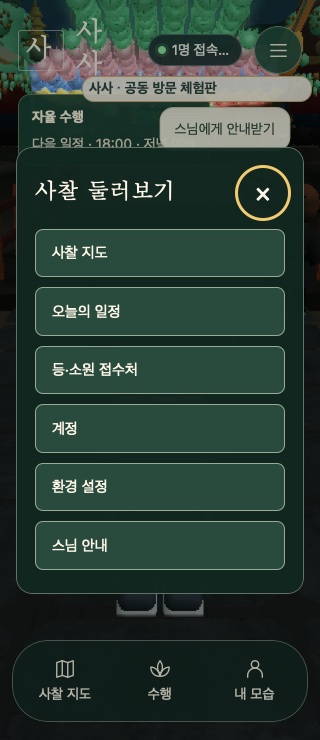 사
사
사
1명 접속...
사사 · 공동 방문 체험판
자율 수행
스님에게 안내받기
다음 일정 · 18:00 · 저녁
사찰 둘러보기
사찰 지도
오늘의 일정
등·소원 접수처
계정
환경 설정
스님 안내
사찰 지도
수행
내 모습